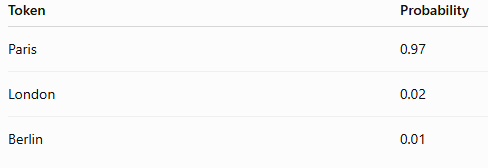 Token Probability
Paris 0.97
London 0.02
Berlin 0.01